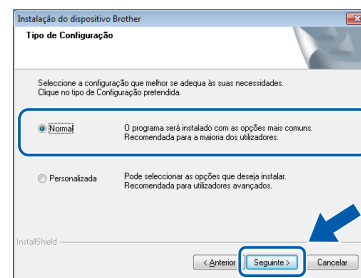 Instalação do dispositivo Brother
Tipo de Configuração
Seleccione a configuração que melhor se adequa às suas necessidades.
Clique no tipo de Configuração pretendida.
Normal
O programa será instalado com as opções mais comuns.
Recomendada para a maioria dos utilizadores.
Personalizada
Pode seleccionar as opções que deseja instalar.
Recomendada para utilizadores avançados.
InstallShield
< Anterior Seguinte > Cancelar